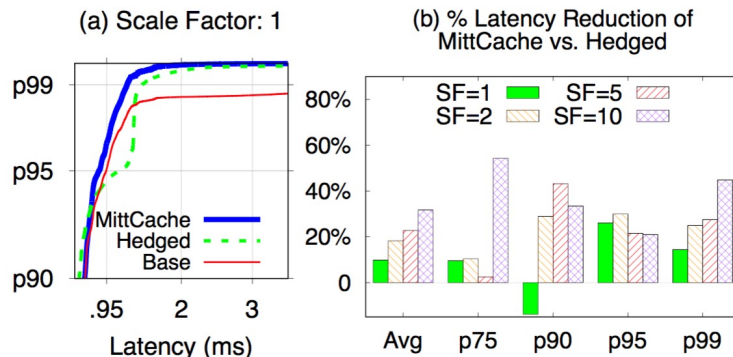 (a) Scale Factor: 1
p99
p95
p90
MittCache
Hedged
Base
.95 2 3
Latency (ms)
(b) % Latency Reduction of
MittCache vs. Hedged
80%
60%
40%
20%
0
SF=1 SF=5
SF=2 SF=10
Avg p75 p90 p95 p99